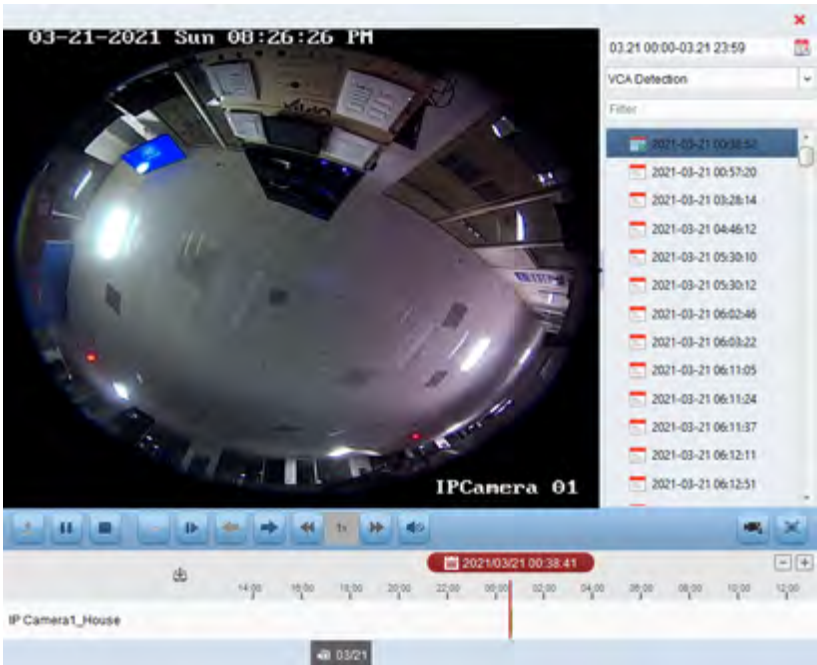 03-21-2021 Sun 08:26:26 PM
IPCamera 01
03.21 00:00-03.21 23:59
VCA Detection
Filter
2021-03-21 00:38:52
2021-03-21 00:57:20
2021-03-21 03:28:14
2021-03-21 04:46:12
2021-03-21 05:30:10
2021-03-21 05:30:12
2021-03-21 06:02:46
2021-03-21 06:03:22
2021-03-21 06:11:05
2021-03-21 06:11:24
2021-03-21 06:11:37
2021-03-21 06:12:11
2021-03-21 06:12:51
1x
2021/03/21 00:38:41
14:00 16:00 18:00 20:00 22:00 00:00 02:00 04:00 06:00 08:00 10:00 12:00
IP Camera1_House
03/21